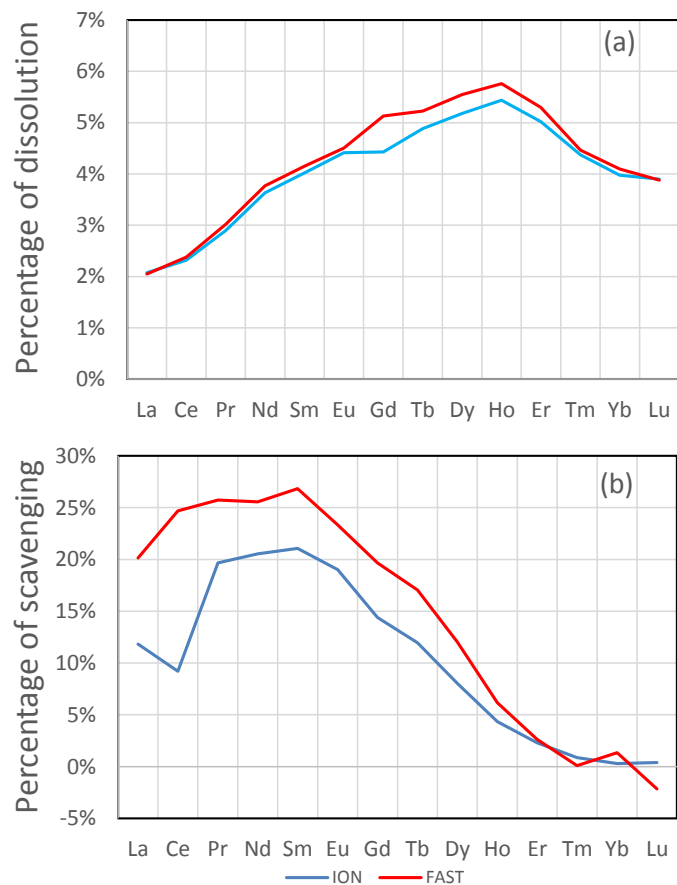 (a)
Percentage of dissolution
7%
6%
5%
4%
3%
2%
1%
0%
La Ce Pr Nd Sm Eu Gd Tb Dy Ho Er Tm Yb Lu
(b)
Percentage of scavenging
30%
25%
20%
15%
10%
5%
0%
-5%
La Ce Pr Nd Sm Eu Gd Tb Dy Ho Er Tm Yb Lu
ION FAST